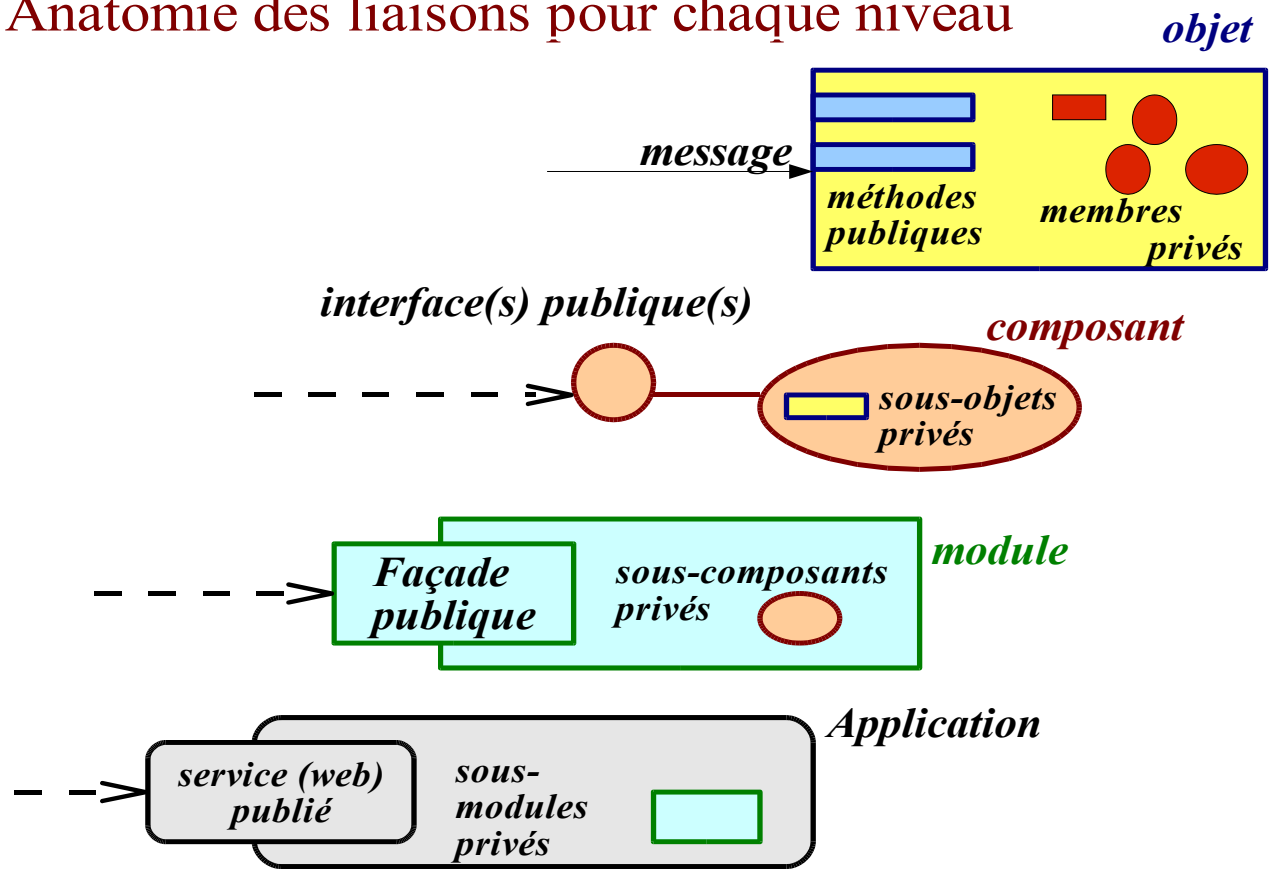 Anatomie des liaisons pour chaque niveau
objet
message
méthodes
publiques
membres
privés
interface(s) publique(s)
composant
sous-objets
privés
module
Façade
publique
sous-composants
privés
Application
service (web)
publié
sous-
modules
privés